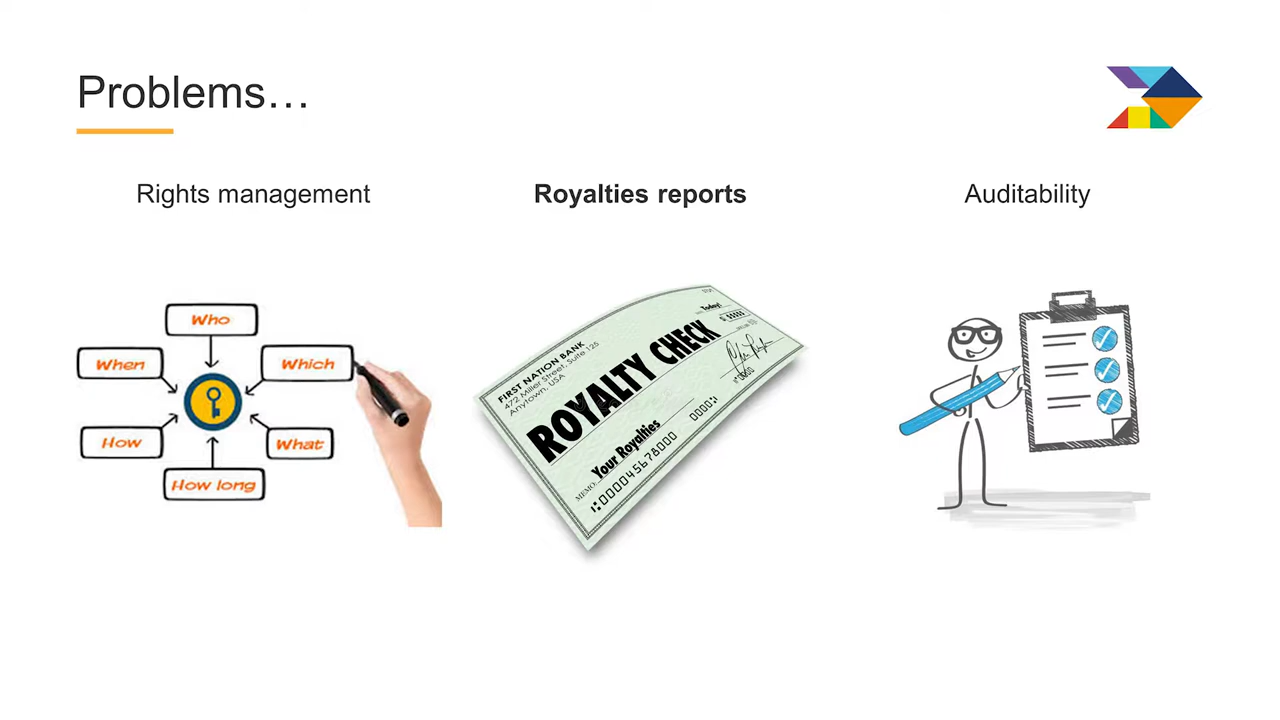 Problems…
Rights management
Royalties reports
Auditability
Who
When
Which
How
What
How long
FIRST NATION BANK
472 Miller Street, Suite 125
Anytown, USA
Today!
ROYALTY CHECK
Your Royalties
MEMO:
000045678000 0000